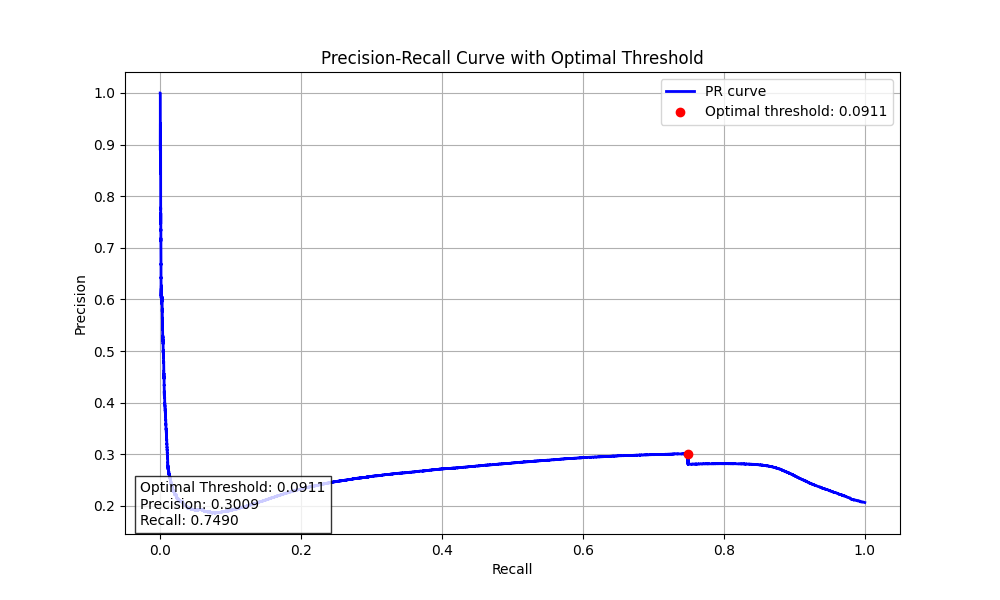 Precision-Recall Curve with Optimal Threshold
PR curve
Optimal threshold: 0.0911
1.0
0.9
0.8
0.7
0.6
0.5
0.4
0.3
0.2
Precision
Optimal Threshold: 0.0911
Precision: 0.3009
Recall: 0.7490
0.0 0.2 0.4 0.6 0.8 1.0
Recall